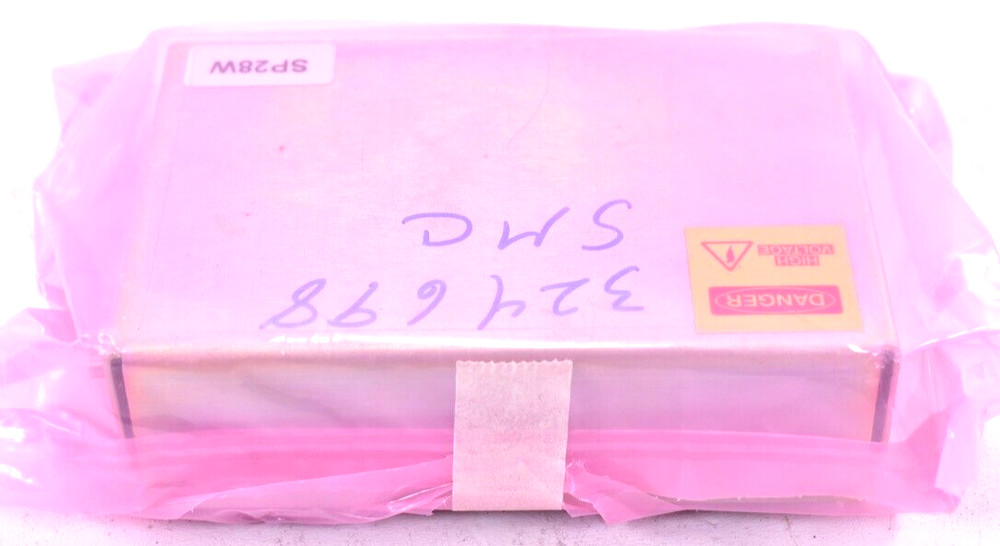 DANGER
HIGH
VOLTAGE
324698
SMC
SP28W